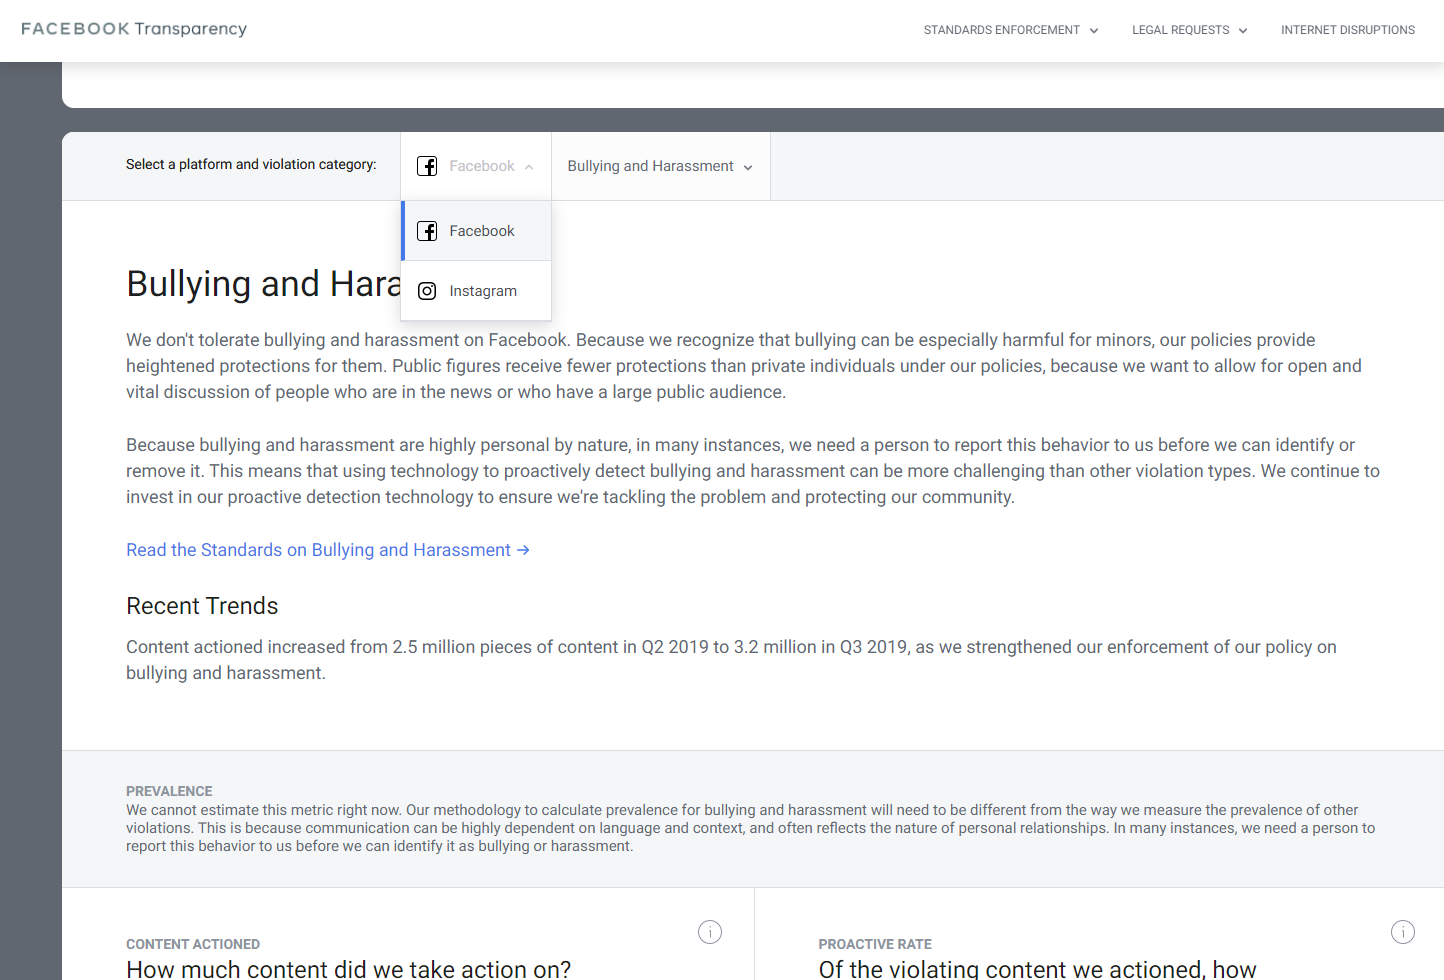 FACEBOOK Transparency
STANDARDS ENFORCEMENT
LEGAL REQUESTS
INTERNET DISRUPTIONS
Select a platform and violation category:
Facebook
Bullying and Harassment
Facebook
Instagram
Bullying and Hara
We don't tolerate bullying and harassment on Facebook. Because we recognize that bullying can be especially harmful for minors, our policies provide
heightened protections for them. Public figures receive fewer protections than private individuals under our policies, because we want to allow for open and
vital discussion of people who are in the news or who have a large public audience.
Because bullying and harassment are highly personal by nature, in many instances, we need a person to report this behavior to us before we can identify or
remove it. This means that using technology to proactively detect bullying and harassment can be more challenging than other violation types. We continue to
invest in our proactive detection technology to ensure we're tackling the problem and protecting our community.
Read the Standards on Bullying and Harassment →
Recent Trends
Content actioned increased from 2.5 million pieces of content in Q2 2019 to 3.2 million in Q3 2019, as we strengthened our enforcement of our policy on
bullying and harassment.
PREVALENCE
We cannot estimate this metric right now. Our methodology to calculate prevalence for bullying and harassment will need to be different from the way we measure the prevalence of other
violations. This is because communication can be highly dependent on language and context, and often reflects the nature of personal relationships. In many instances, we need a person to
report this behavior to us before we can identify it as bullying or harassment.
CONTENT ACTIONED
How much content did we take action on?
PROACTIVE RATE
Of the violating content we actioned, how